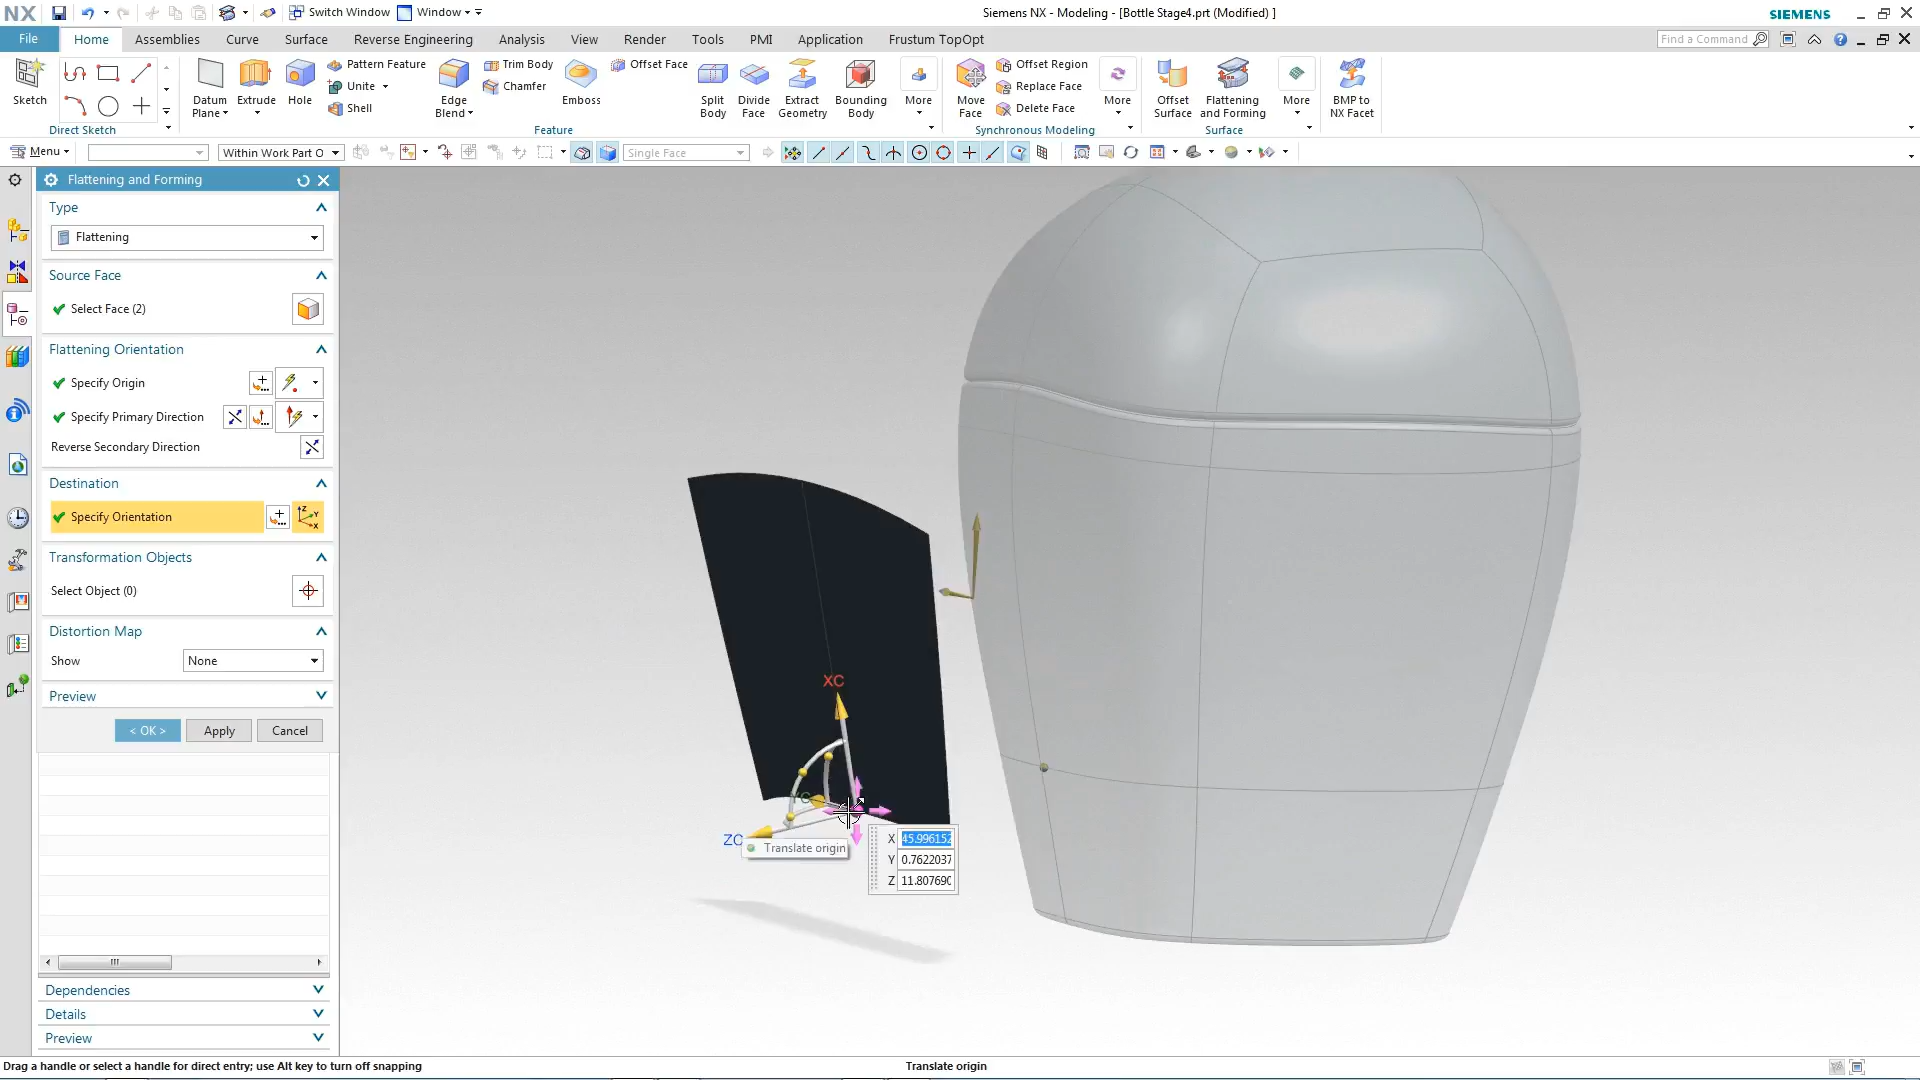 NX
Switch Window
Window
Siemens NX - Modeling - [Bottle Stage4.prt (Modified) ]
SIEMENS
File
Home
Assemblies
Curve
Surface
Reverse Engineering
Analysis
View
Render
Tools
PMI
Application
Frustum TopOpt
Find a Command
Sketch
Direct Sketch
Datum Plane
Extrude
Hole
Pattern Feature
Unite
Shell
Edge Blend
Trim Body
Chamfer
Emboss
Offset Face
Split Body
Divide Face
Extract Geometry
Bounding Body
More
Feature
Move Face
Offset Region
Replace Face
Delete Face
More
Synchronous Modeling
Offset Surface
Flattening and Forming
More
Surface
BMP to NX Facet
Menu
Within Work Part O
Single Face
Flattening and Forming
Type
Flattening
Source Face
Select Face (2)
Flattening Orientation
Specify Origin
Specify Primary Direction
Reverse Secondary Direction
Destination
Specify Orientation
Transformation Objects
Select Object (0)
Distortion Map
Show
None
Preview
< OK >
Apply
Cancel
Dependencies
Details
Preview
XC
YC
ZC
Translate origin
X 45.996152
Y 0.7622037
Z 11.807690
Drag a handle or select a handle for direct entry; use Alt key to turn off snapping
Translate origin